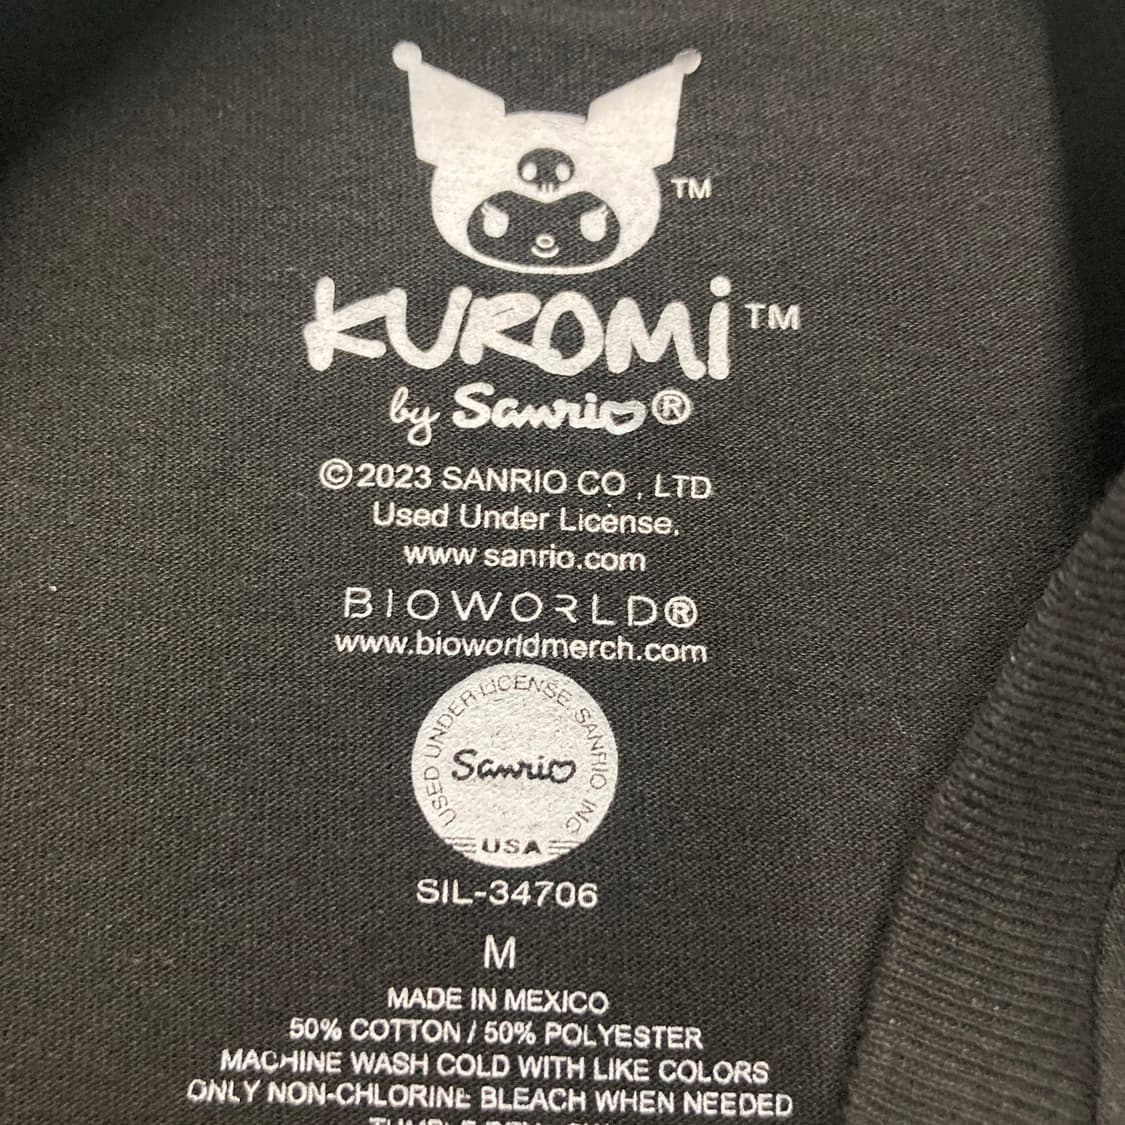 TM
KUROMi TM
by Sanrio®
©2023 SANRIO CO , LTD
Used Under License.
www sanrio.com
BIOWORLD®
www.bioworldmerch.com
USED UNDER LICENSE SANRIO INC
Sanrio
USA
SIL-34706
M
MADE IN MEXICO
50% COTTON / 50% POLYESTER
MACHINE WASH COLD WITH LIKE COLORS
ONLY NON-CHLORINE BLEACH WHEN NEEDED